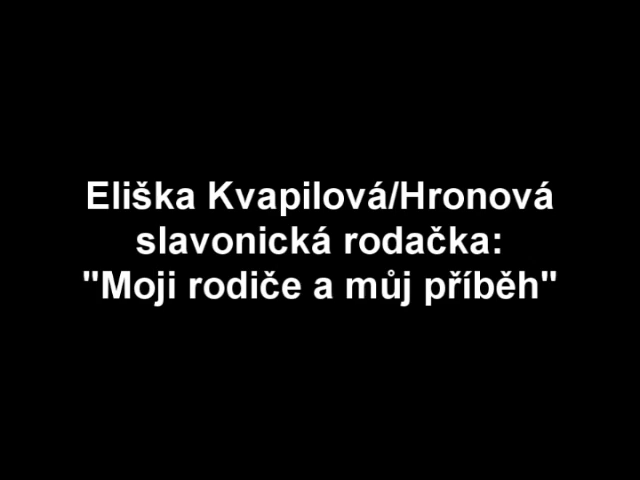 Eliška Kvapilová/Hronová
slavonická rodačka:
"Moji rodiče a můj příběh"